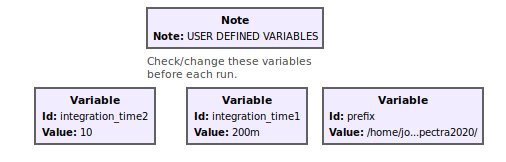 Note
Note: USER DEFINED VARIABLES
Check/change these variables
before each run.
Variable
Id: integration_time2
Value: 10
Variable
Id: integration_time1
Value: 200m
Variable
Id: prefix
Value: /home/jo...pectra2020/